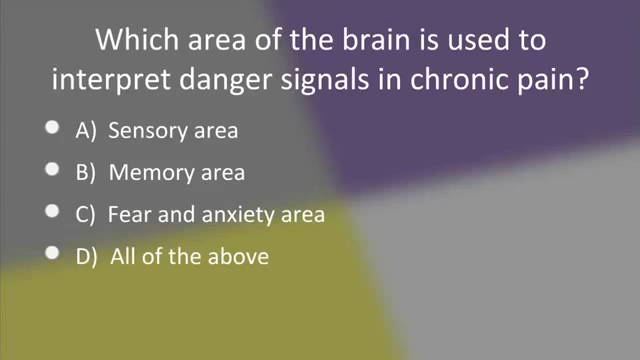 Which area of the brain is used to
interpret danger signals in chronic pain?
A) Sensory area
B) Memory area
C) Fear and anxiety area
D) All of the above